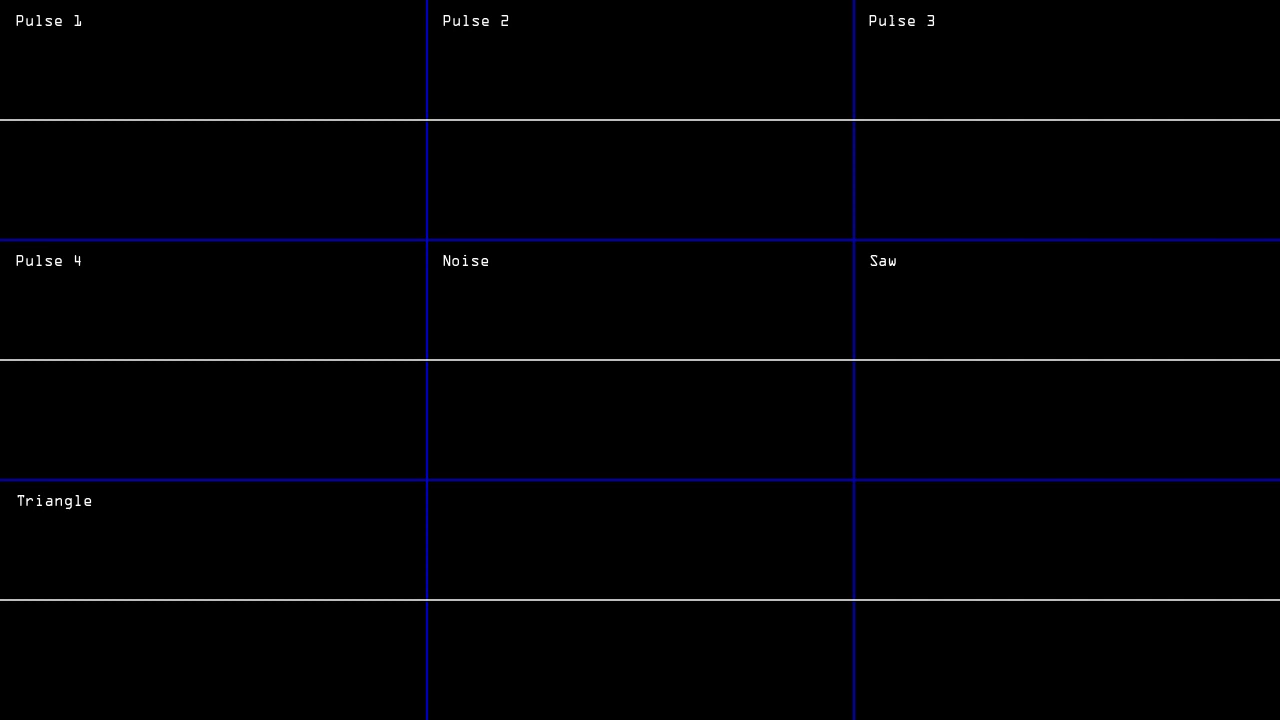 Pulse 1
Pulse 2
Pulse 3
Pulse 4
Noise
Saw
Triangle